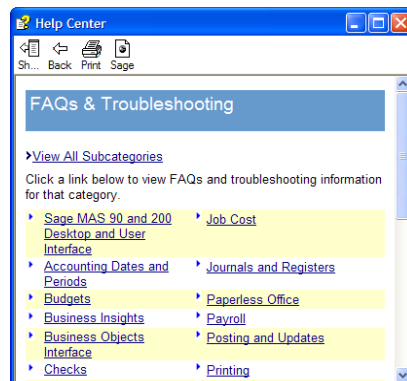 Help Center
Sh... Back Print Sage
FAQs & Troubleshooting
View All Subcategories
Click a link below to view FAQs and troubleshooting information
for that category.
Sage MAS 90 and 200
Desktop and User
Interface
Job Cost
Accounting Dates and
Periods
Journals and Registers
Budgets
Paperless Office
Business Insights
Payroll
Business Objects
Interface
Posting and Updates
Checks
Printing